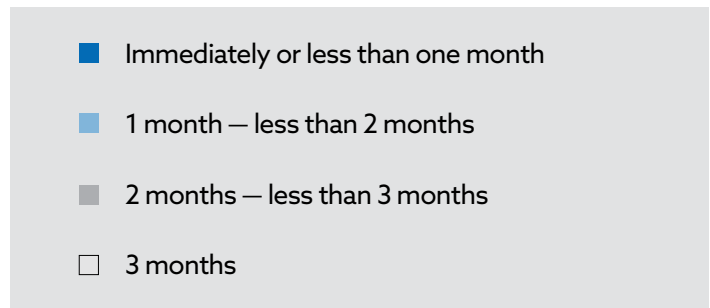 Immediately or less than one month
1 month — less than 2 months
2 months — less than 3 months
3 months